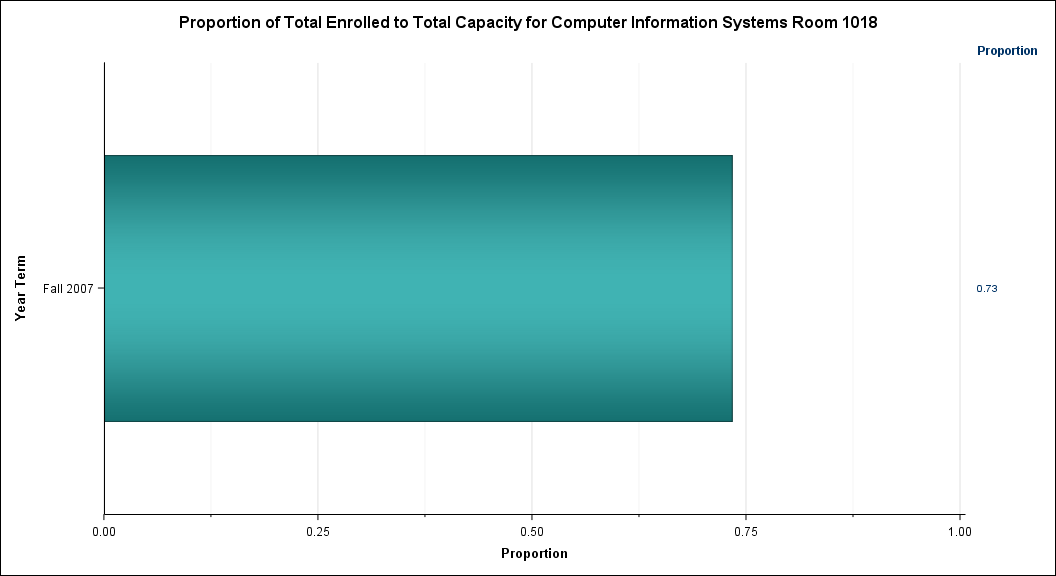 Proportion of Total Enrolled to Total Capacity for Computer Information Systems Room 1018
Proportion
Year Term
Fall 2007
0.73
0.00 0.25 0.50 0.75 1.00
Proportion